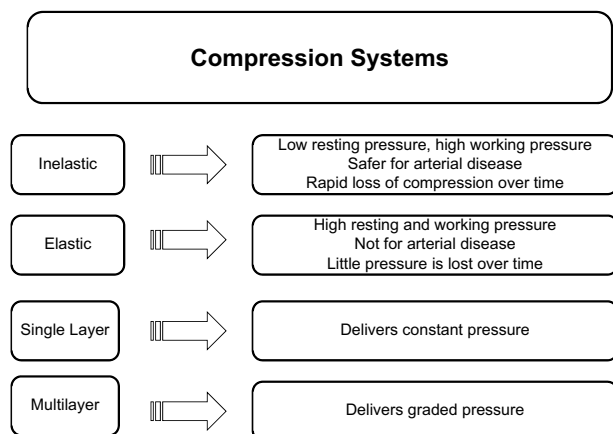 Compression Systems
Inelastic
Low resting pressure, high working pressure
Safer for arterial disease
Rapid loss of compression over time
Elastic
High resting and working pressure
Not for arterial disease
Little pressure is lost over time
Single Layer
Delivers constant pressure
Multilayer
Delivers graded pressure